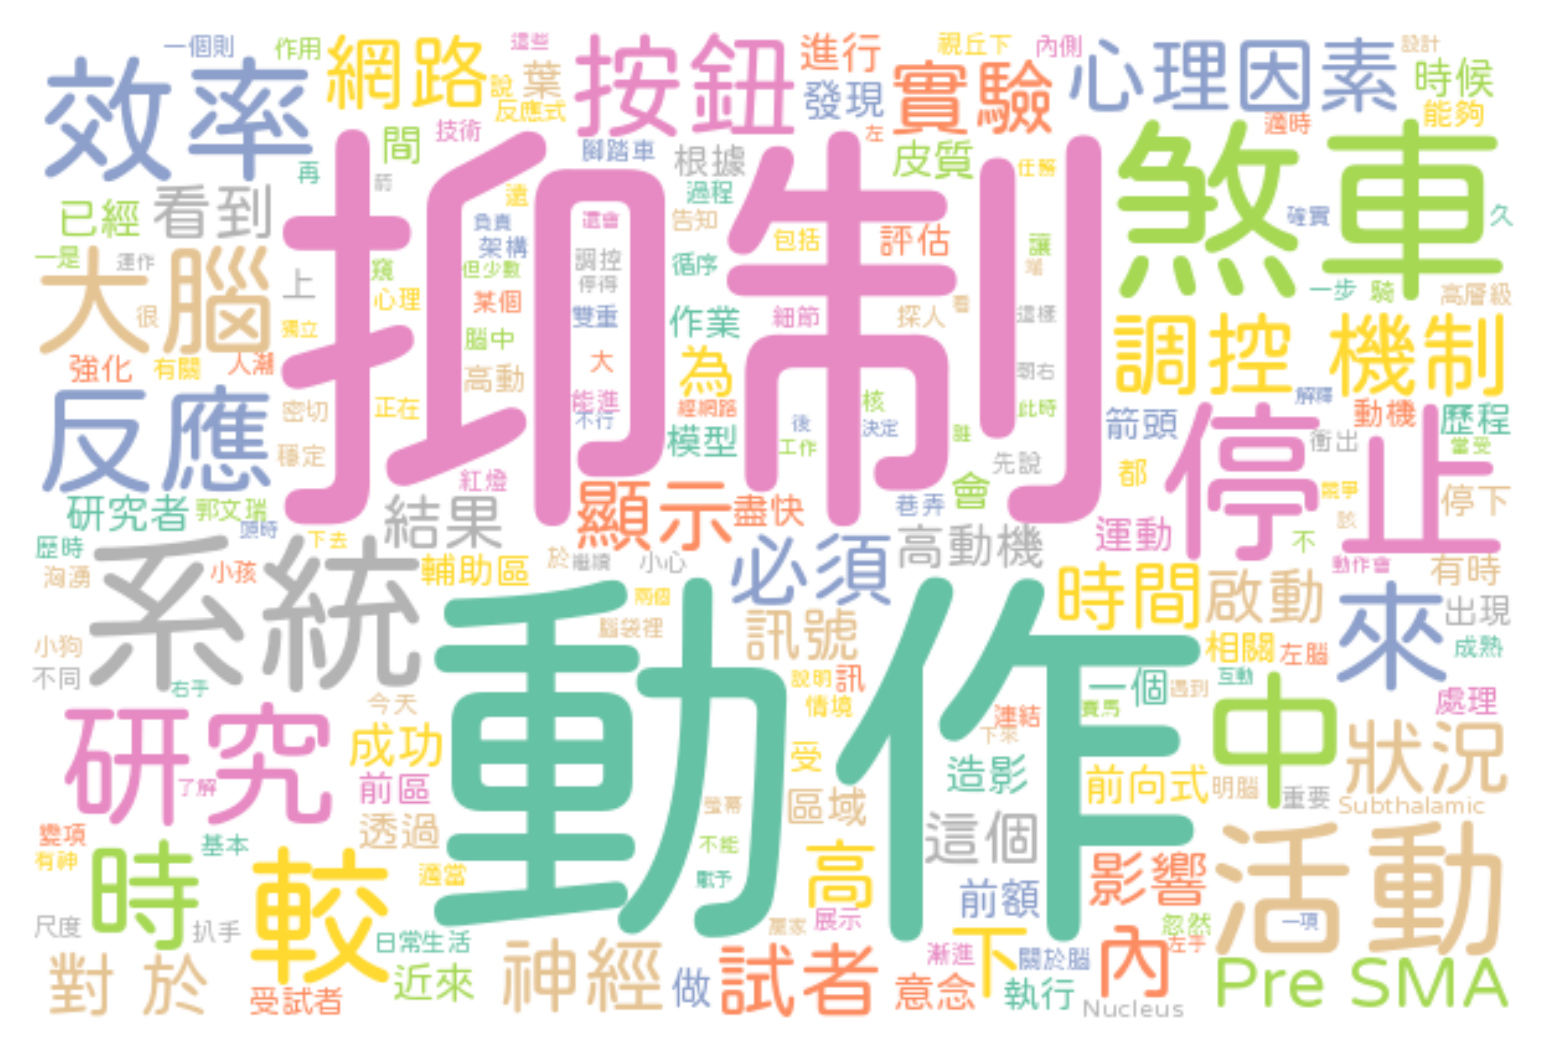 一個則 作用 網路 這些 按鈕 進行 視丘下 內側 心理因素 設計
效率 說 葉 反應式 發現 實驗 時候 能夠
間 技術 腳踏車 根據 左 皮質 適時 煞車
再 箭 遠 過程 任務
已經 看到 抑制 負責 還會 告知 包括 評估 讓 確實 久
一是 運作 架構 調控 循序 端
大腦 上 窺 但少數 停得 一步 騎 高層級
很 心理 某個 雙重 作業 細節 探人 看 這樣 調控 機制
獨立 腦中
強化 有關 人潮 高動 大 為 朝右 解釋
反應 密切 正在 能進 經網路 核 此時 箭頭 停止 動機 歷程
不行 模型 後 決定 衝出 當受
穩定 工作 先說 都
研究者 郭文瑞 紅燈 結果 顯示 盡快 巷弄 會 競爭 停下
頭時 下去 高動機 運動 該 不
歷時 系統 輔助區 於 繼續 小心 必須 動作會 有時
洶湧 小孩 動作 兩個 時間 啟動 來 出現
小狗 腦袋裡 訊號 相關 左腦 成熟
不同 右手 說明 訊 一個 遇到 互動
研究 今天 情境 連結 賽馬 中 處理
成功 下來 狀況
了解 前區 受 造影 前向式 明腦 重要
透過 螢幕 區域 Subthalamic
變項 基本 不能 這個
有神 時 較 適當 賦予 高 前額 影響 活動
尺度 扒手 贏家 展示 忽然 一項
日常生活 漸進 下 關於腦 內 左手
對於 受試者 近來 神經 做 試者 意念 執行 Nucleus Pre SMA